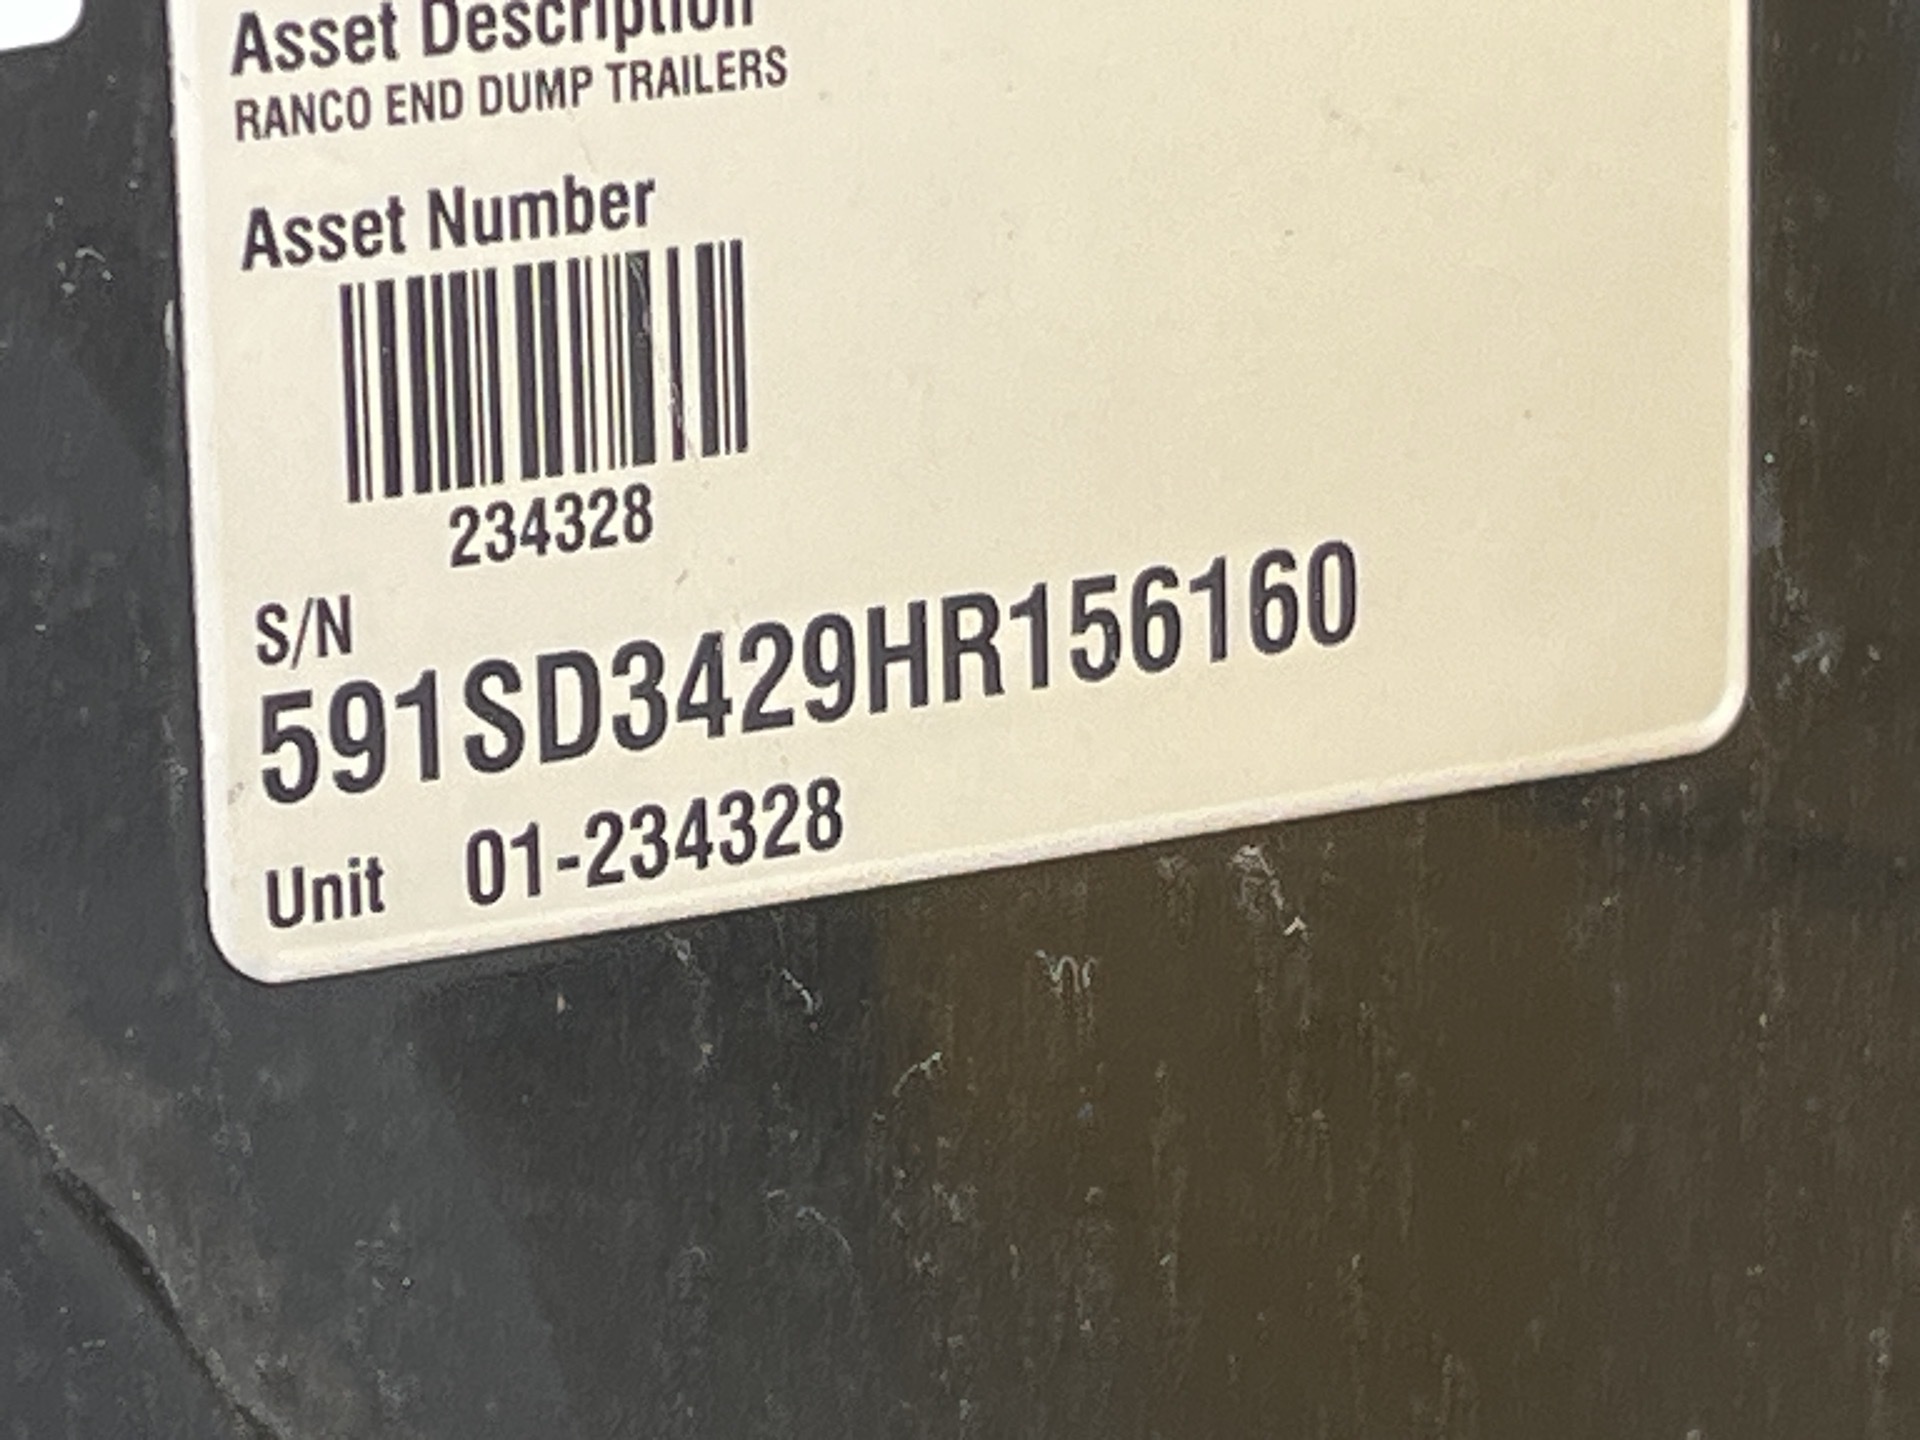 Asset Description
RANCO END DUMP TRAILERS
Asset Number
234328
S/N
591SD3429HR156160
Unit 01-234328